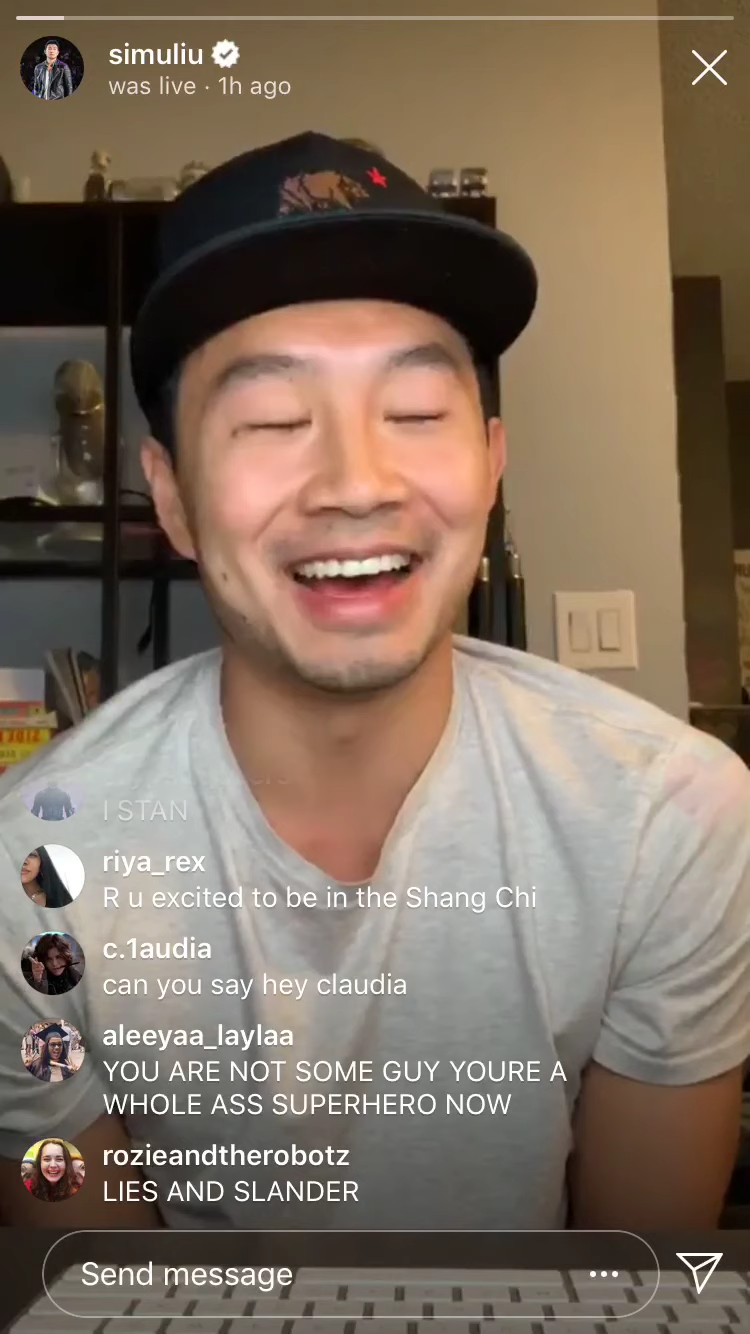 simuliu
was live · 1h ago
I STAN
riya_rex
R u excited to be in the Shang Chi
c.1audia
can you say hey claudia
aleeyaa_laylaa
YOU ARE NOT SOME GUY YOURE A
WHOLE ASS SUPERHERO NOW
rozieandtherobotz
LIES AND SLANDER
Send message